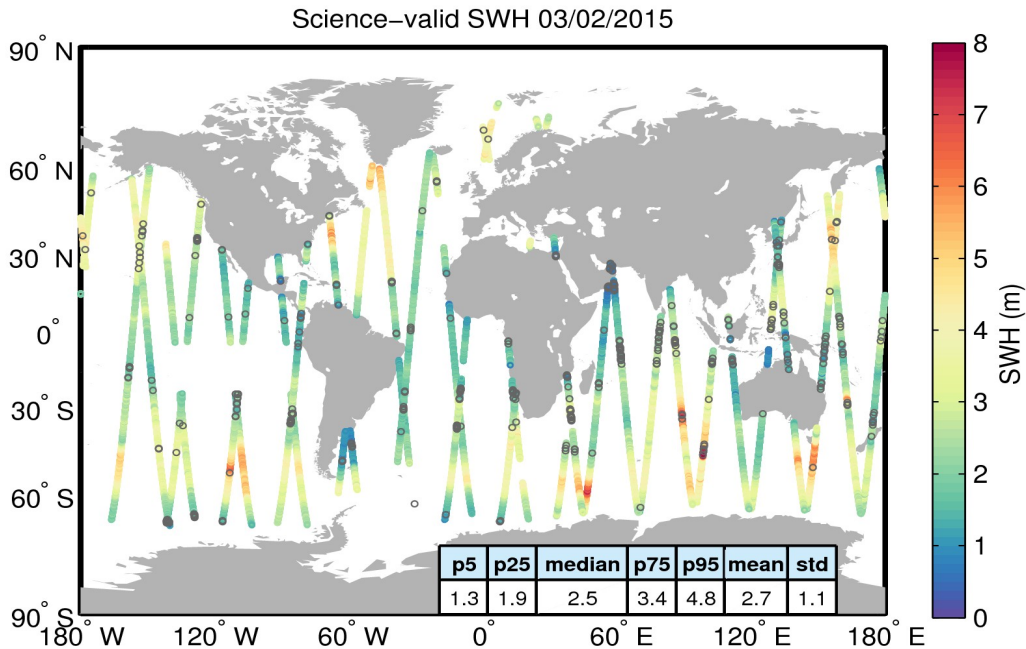 Science−valid SWH 03/02/2015
90° N
60° N
30° N
0°
30° S
60° S
90° S
180° W
120° W
60° W
0°
60° E
120° E
180° E
p5 p25 median p75 p95 mean std
1.3 1.9 2.5 3.4 4.8 2.7 1.1
8
7
6
5
4
3
2
1
0
SWH (m)